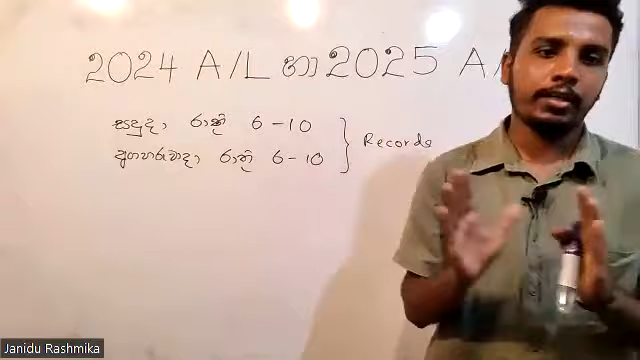 2024 A/L හා 2025 A/
සඳුදා රාත්‍රි 6 - 10
අඟහරුවාදා රාත්‍රි 6 - 10
Records
Janidu Rashmika